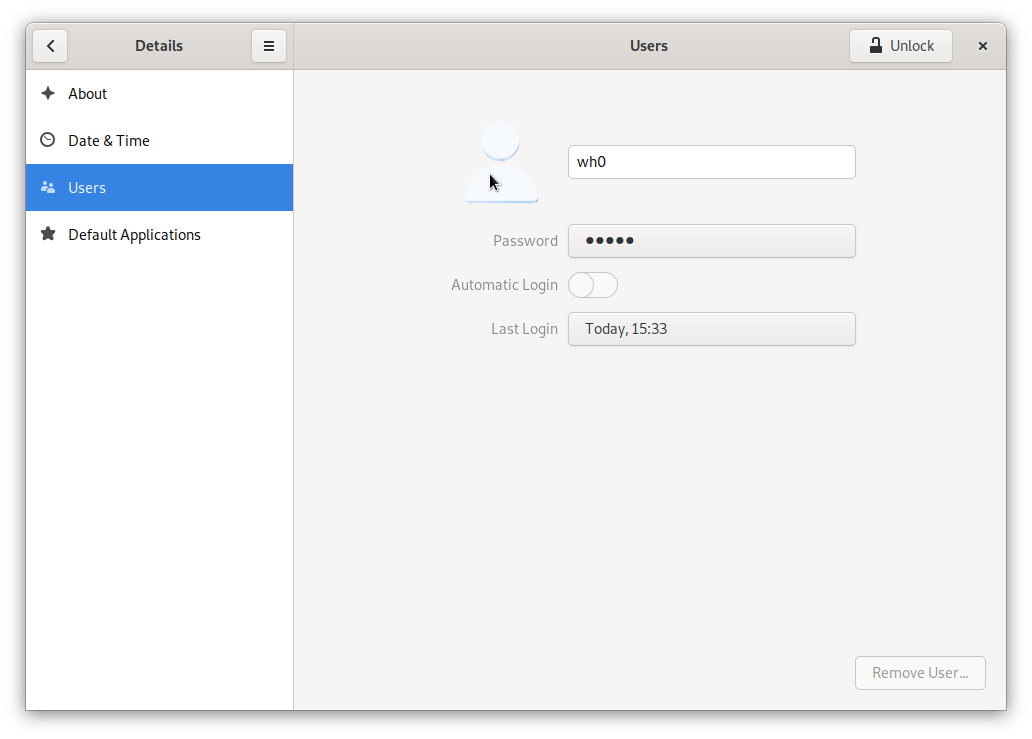 Details
Users
Unlock
About
Date & Time
Users
Default Applications
wh0
Password
●●●●●
Automatic Login
Last Login
Today, 15:33
Remove User...